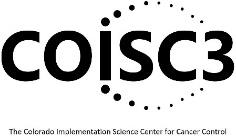 COISC3
The Colorado Implementation Science Center for Cancer Control